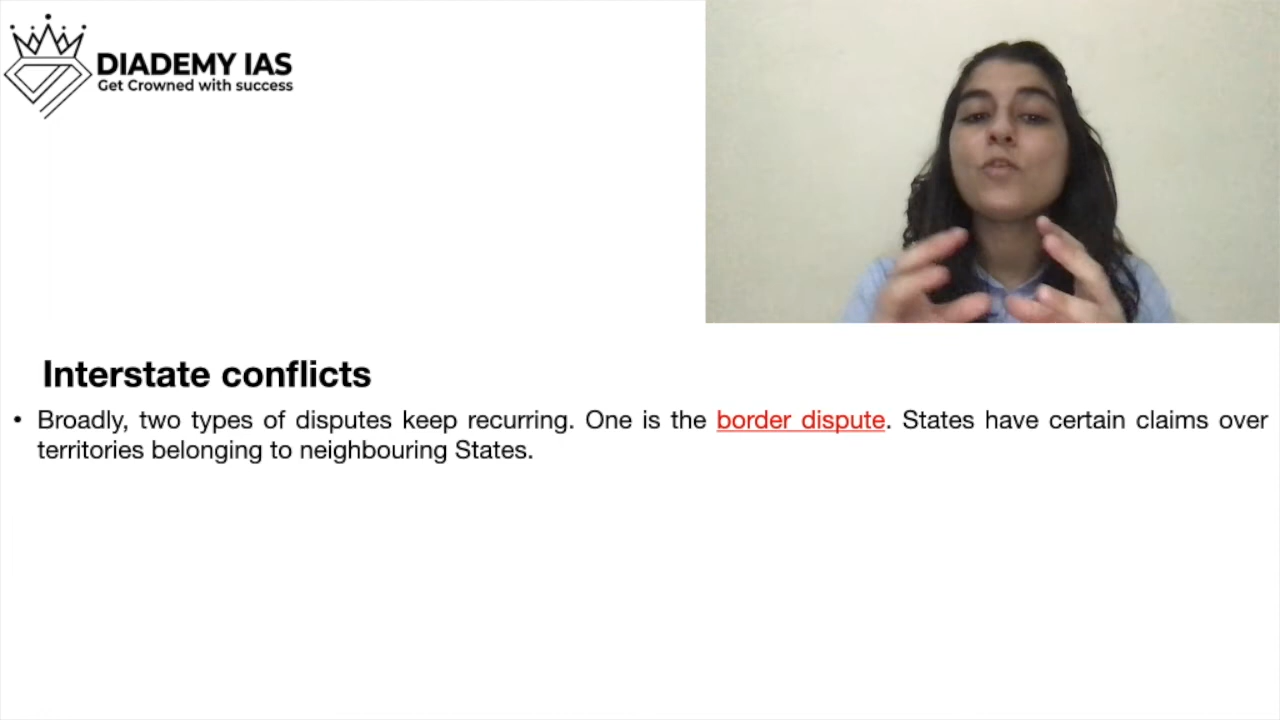 DIADEMY IAS
Get Crowned with success
Interstate conflicts
• Broadly, two types of disputes keep recurring. One is the border dispute. States have certain claims over
territories belonging to neighbouring States.